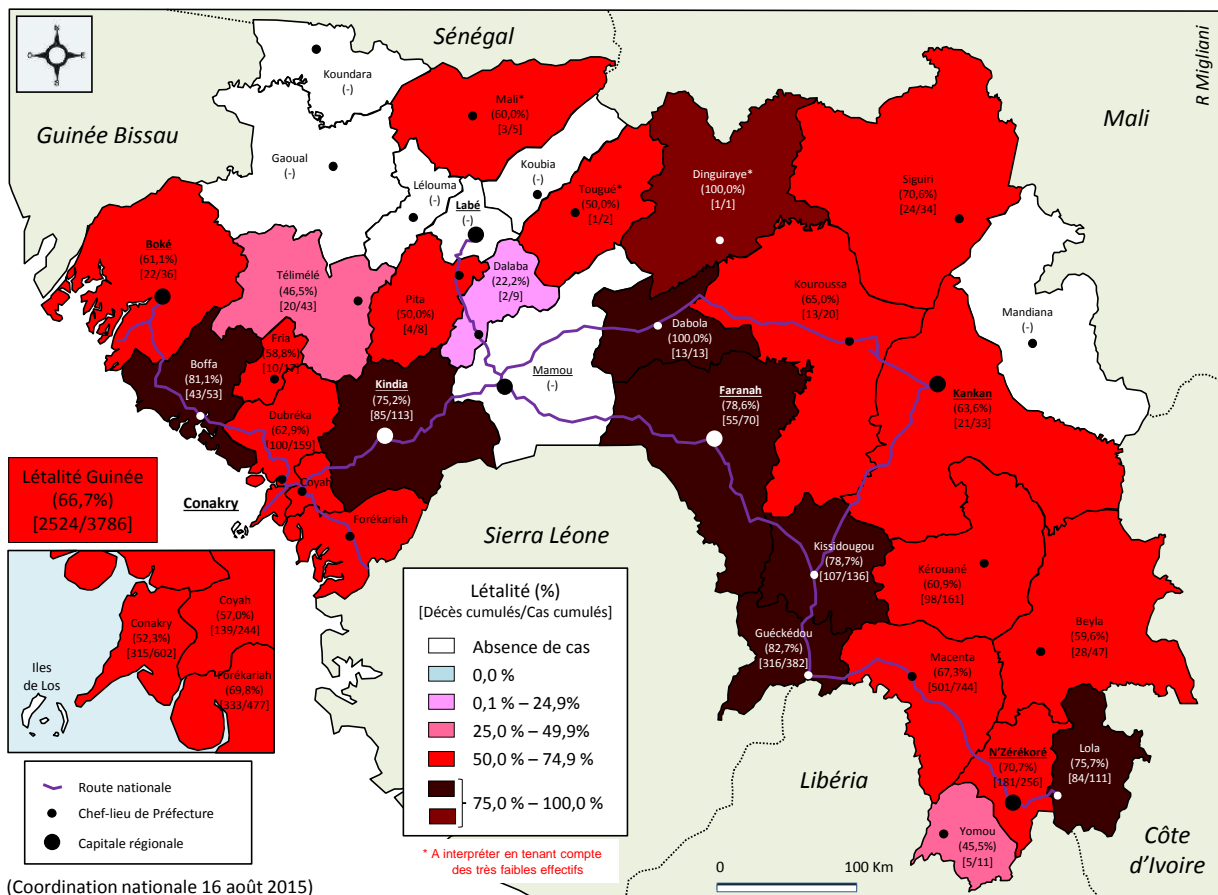 Sénégal
R Migliani
Koundara
(-)
Mali*
(60,0%)
[3/5]
Mali
Guinée Bissau
Gaoual
(-)
Koubia
(-)
Lélouma
(-)
Tougué*
(50,0%)
[1/2]
Dinguiraye*
(100,0%)
[1/1]
Siguiri
(70,6%)
[24/34]
Labé
(-)
Boké
(61,1%)
[22/36]
Télimélé
(46,5%)
[20/43]
Pita
(50,0%)
[4/8]
Dalaba
(22,2%)
[2/9]
Kouroussa
(65,0%)
[13/20]
Mandiana
(-)
Fria
(58,8%)
[10/17]
Boffa
(81,1%)
[43/53]
Dabola
(100,0%)
[13/13]
Kindia
(75,2%)
[85/113]
Mamou
(-)
Faranah
(78,6%)
[55/70]
Kankan
(63,6%)
[21/33]
Dubréka
(62,9%)
[100/159]
Létalité Guinée
(66,7%)
[2524/3786]
Coyah
Conakry
Forékariah
Sierra Léone
Kissidougou
(78,7%)
[107/136]
Kérouané
(60,9%)
[98/161]
Beyla
(59,6%)
[28/47]
Guéckédou
(82,7%)
[316/382]
Macenta
(67,3%)
[501/744]
N'Zérékoré
(70,7%)
[181/256]
Lola
(75,7%)
[84/111]
Yomou
(45,5%)
[5/11]
Libéria
Côte
d'Ivoire
Coyah
(57,0%)
[139/244]
Conakry
(52,3%)
[315/602]
Forékariah
(69,8%)
[333/477]
Iles
de Los
Létalité (%)
[Décès cumulés/Cas cumulés]
Absence de cas
0,0 %
0,1 % – 24,9%
25,0 % – 49,9%
50,0 % – 74,9 %
75,0 % – 100,0 %
* A interpréter en tenant compte
des très faibles effectifs
Route nationale
Chef-lieu de Préfecture
Capitale régionale
0 100 Km
(Coordination nationale 16 août 2015)